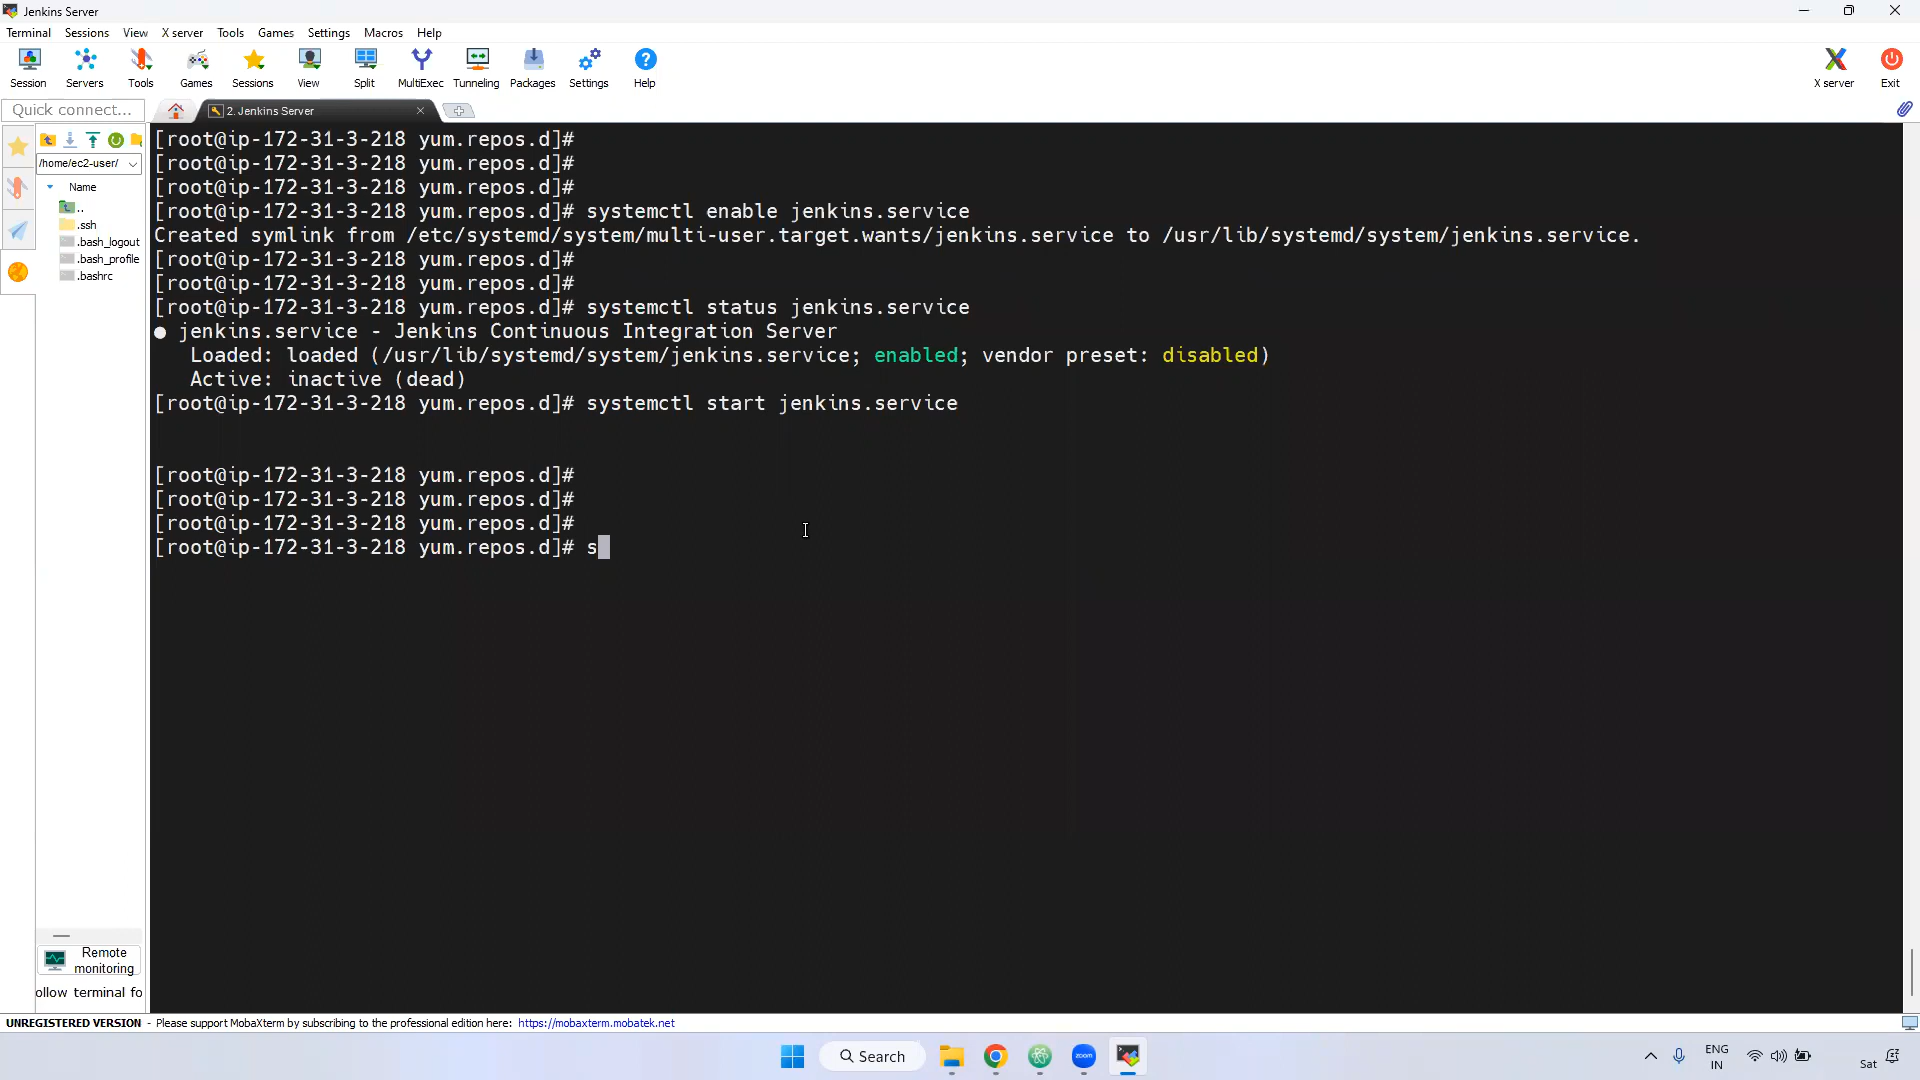 Jenkins Server
Terminal Sessions View X server Tools Games Settings Macros Help
Session Servers Tools Games Sessions View Split MultiExec Tunneling Packages Settings Help X server Exit
Quick connect...
2. Jenkins Server
/home/ec2-user/
Name
..
.ssh
.bash_logout
.bash_profile
.bashrc
[root@ip-172-31-3-218 yum.repos.d]#
[root@ip-172-31-3-218 yum.repos.d]#
[root@ip-172-31-3-218 yum.repos.d]#
[root@ip-172-31-3-218 yum.repos.d]# systemctl enable jenkins.service
Created symlink from /etc/systemd/system/multi-user.target.wants/jenkins.service to /usr/lib/systemd/system/jenkins.service.
[root@ip-172-31-3-218 yum.repos.d]#
[root@ip-172-31-3-218 yum.repos.d]#
[root@ip-172-31-3-218 yum.repos.d]# systemctl status jenkins.service
● jenkins.service - Jenkins Continuous Integration Server
Loaded: loaded (/usr/lib/systemd/system/jenkins.service; enabled; vendor preset: disabled)
Active: inactive (dead)
[root@ip-172-31-3-218 yum.repos.d]# systemctl start jenkins.service
[root@ip-172-31-3-218 yum.repos.d]#
[root@ip-172-31-3-218 yum.repos.d]#
[root@ip-172-31-3-218 yum.repos.d]#
[root@ip-172-31-3-218 yum.repos.d]# s
Remote
monitoring
ollow terminal fo
UNREGISTERED VERSION - Please support MobaXterm by subscribing to the professional edition here: https://mobaxterm.mobatek.net
Search
zoom
ENG
IN
Sat